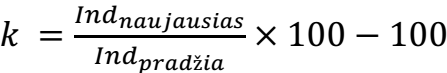 k = Ind_naujausias / Ind_pradžia × 100 − 100